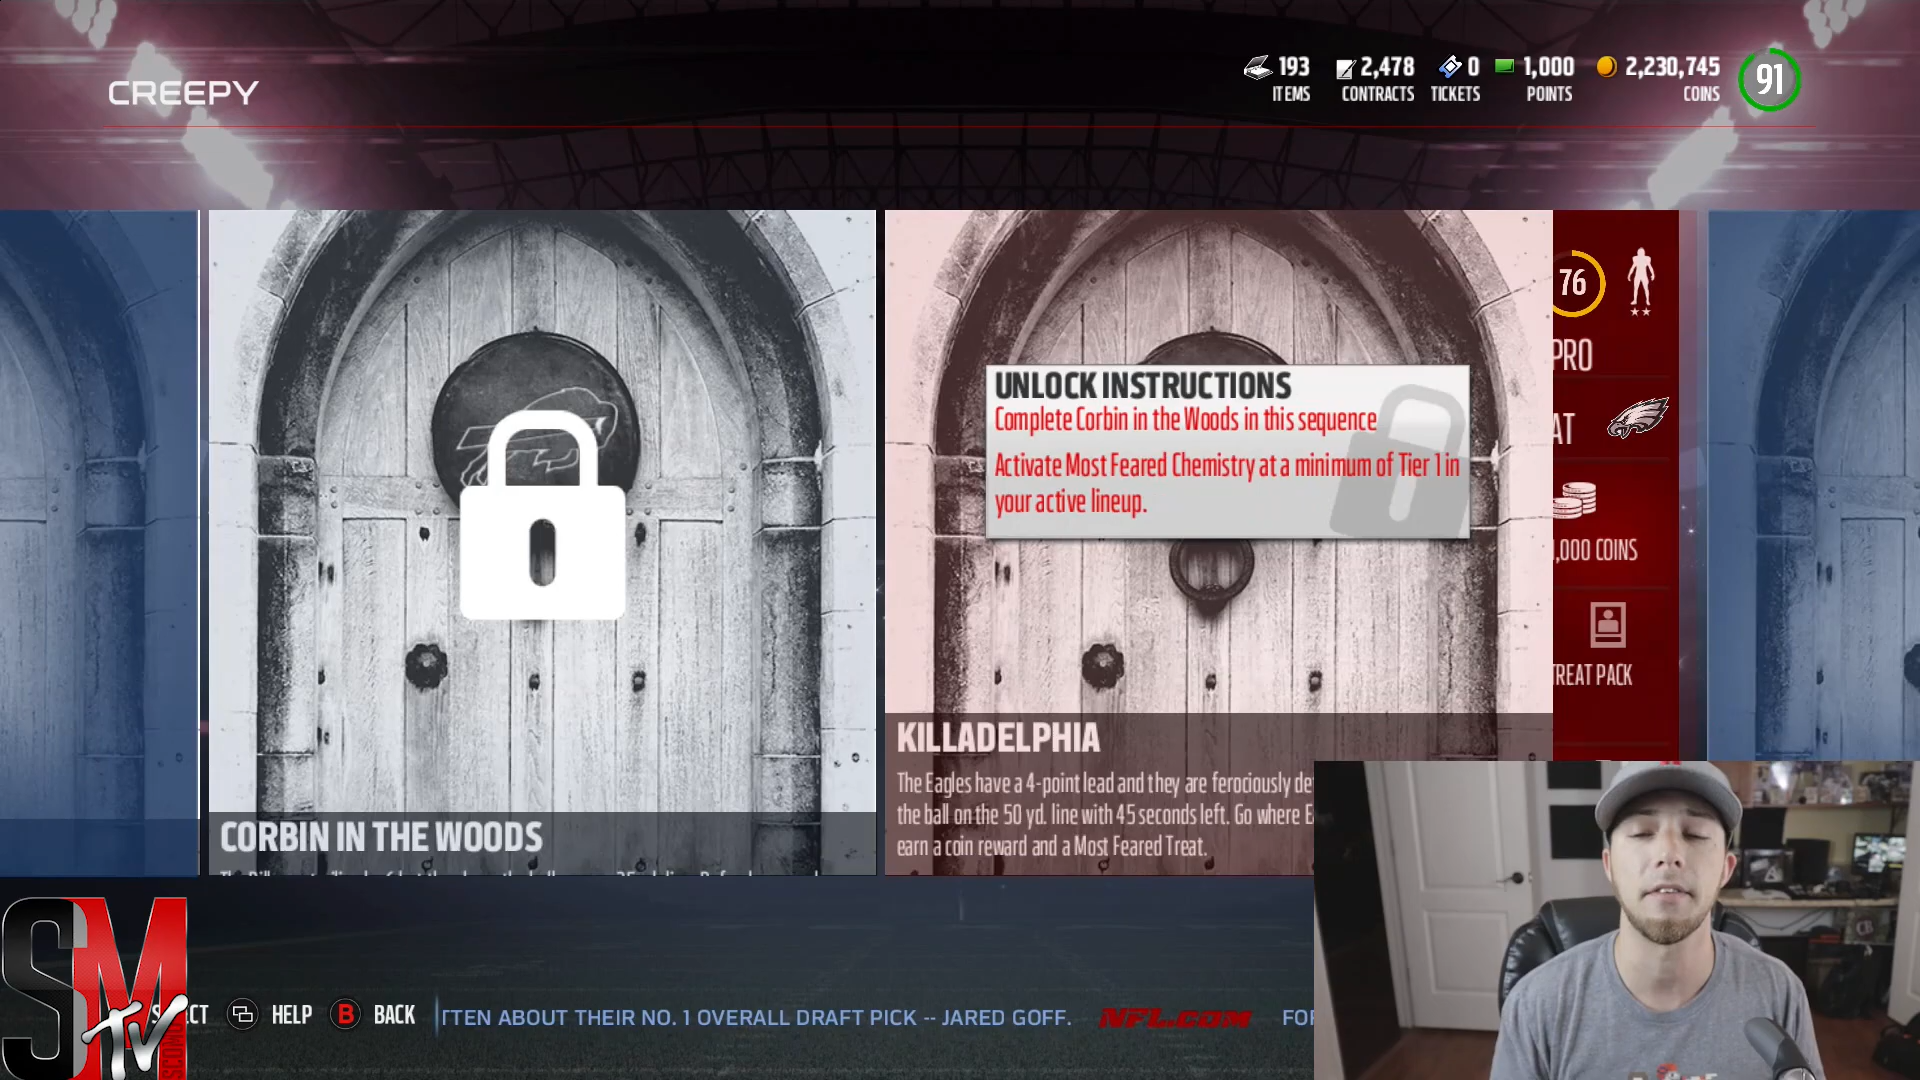 CREEPY
193
ITEMS
2,478
CONTRACTS
0
TICKETS
1,000
POINTS
2,230,745
COINS
91
CORBIN IN THE WOODS
UNLOCK INSTRUCTIONS
Complete Corbin in the Woods in this sequence
Activate Most Feared Chemistry at a minimum of Tier 1 in
your active lineup.
KILLADELPHIA
The Eagles have a 4-point lead and they are ferociously
the ball on the 50 yd. line with 45 seconds left. Go where
earn a coin reward and a Most Feared Treat.
76
PRO
AT
,000 COINS
TREAT PACK
SM
TV
HELP
B
BACK
TTEN ABOUT THEIR NO. 1 OVERALL DRAFT PICK -- JARED GOFF.
NFL.COM